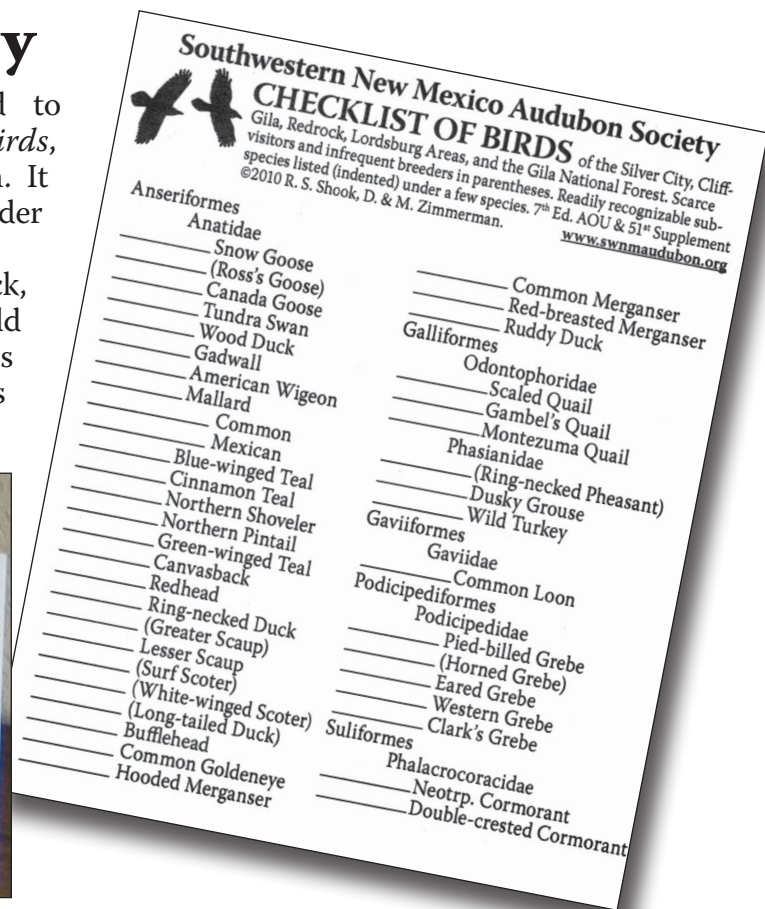 y
d to
irds,
n. It
der
ck,
ld
s
s
Southwestern New Mexico Audubon Society
CHECKLIST OF BIRDS of the Silver City, Cliff-
Gila, Redrock, Lordsburg Areas, and the Gila National Forest. Scarce
visitors and infrequent breeders in parentheses. Readily recognizable sub-
species listed (indented) under a few species. 7th Ed. AOU & 51st Supplement
©2010 R. S. Shook, D. & M. Zimmerman.
www.swnmaudubon.org
Anseriformes
Anatidae
Snow Goose
(Ross's Goose)
Canada Goose
Tundra Swan
Wood Duck
Gadwall
American Wigeon
Mallard
Common
Mexican
Blue-winged Teal
Cinnamon Teal
Northern Shoveler
Northern Pintail
Green-winged Teal
Canvasback
Redhead
Ring-necked Duck
(Greater Scaup)
Lesser Scaup
(Surf Scoter)
(White-winged Scoter)
(Long-tailed Duck)
Bufflehead
Common Goldeneye
Hooded Merganser
Common Merganser
Red-breasted Merganser
Ruddy Duck
Galliformes
Odontophoridae
Scaled Quail
Gambel's Quail
Montezuma Quail
Phasianidae
(Ring-necked Pheasant)
Dusky Grouse
Wild Turkey
Gaviiformes
Gaviidae
Common Loon
Podicipediformes
Podicipedidae
Pied-billed Grebe
(Horned Grebe)
Eared Grebe
Western Grebe
Clark's Grebe
Suliformes
Phalacrocoracidae
Neotrp. Cormorant
Double-crested Cormorant